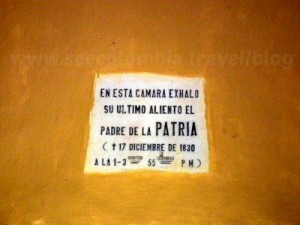 www.seecolombia.travel/blog
EN ESTA CAMARA EXHALO
SU ULTIMO ALIENTO EL
PADRE DE LA PATRIA
( † 17 DICIEMBRE DE 1830
A LA 1-3 55 P M )